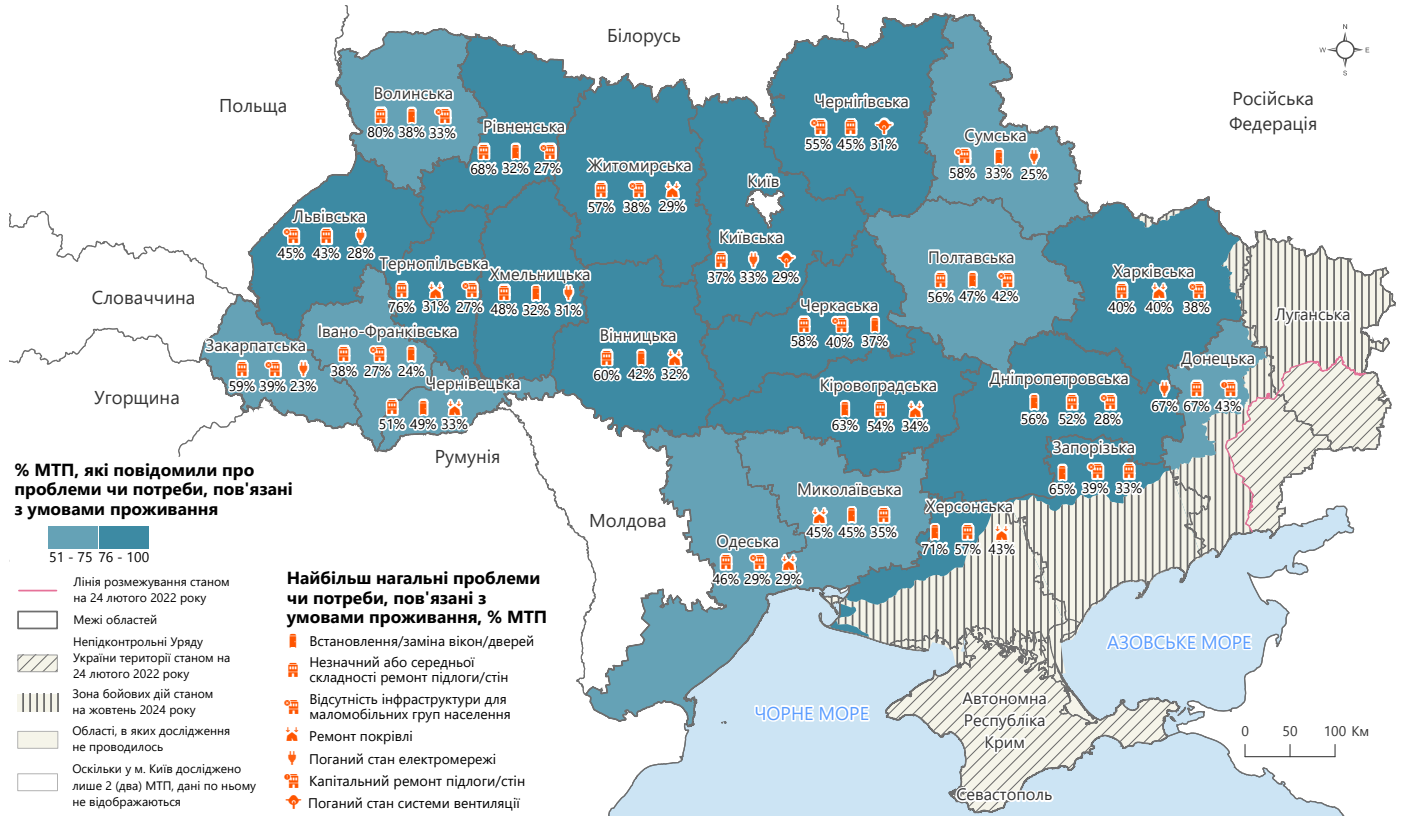 Білорусь
N
W
E
S
Польща
Російська
Федерація
Словаччина
Угорщина
Румунія
Молдова
Волинська
80% 38% 33%
Рівненська
68% 32% 27%
Житомирська
57% 38% 29%
Чернігівська
55% 45% 31%
Сумська
58% 33% 25%
Київ
Львівська
45% 43% 28%
Тернопільська
76% 31% 27%
Хмельницька
48% 32% 31%
Київська
37% 33% 29%
Полтавська
56% 47% 42%
Харківська
40% 40% 38%
Луганська
Закарпатська
59% 39% 23%
Івано-Франківська
38% 27% 24%
Чернівецька
51% 49% 33%
Вінницька
60% 42% 32%
Черкаська
58% 40% 37%
Кіровоградська
63% 54% 34%
Дніпропетровська
56% 52% 28%
Донецька
67% 67% 43%
Запорізька
65% 39% 33%
Миколаївська
45% 45% 35%
Херсонська
71% 57% 43%
Одеська
46% 29% 29%
АЗОВСЬКЕ МОРЕ
ЧОРНЕ МОРЕ
Автономна
Республіка
Крим
Севастополь
0 50 100 Км
% МТП, які повідомили про
проблеми чи потреби, пов'язані
з умовами проживання
51 - 75 76 - 100
Лінія розмежування станом
на 24 лютого 2022 року
Межі областей
Непідконтрольні Уряду
України території станом на
24 лютого 2022 року
Зона бойових дій станом
на жовтень 2024 року
Області, в яких дослідження
не проводилось
Оскільки у м. Київ досліджено
лише 2 (два) МТП, дані по ньому
не відображаються
Найбільш нагальні проблеми
чи потреби, пов'язані з
умовами проживання, % МТП
Встановлення/заміна вікон/дверей
Незначний або середньої
складності ремонт підлоги/стін
Відсутність інфраструктури для
маломобільних груп населення
Ремонт покрівлі
Поганий стан електромережі
Капітальний ремонт підлоги/стін
Поганий стан системи вентиляції